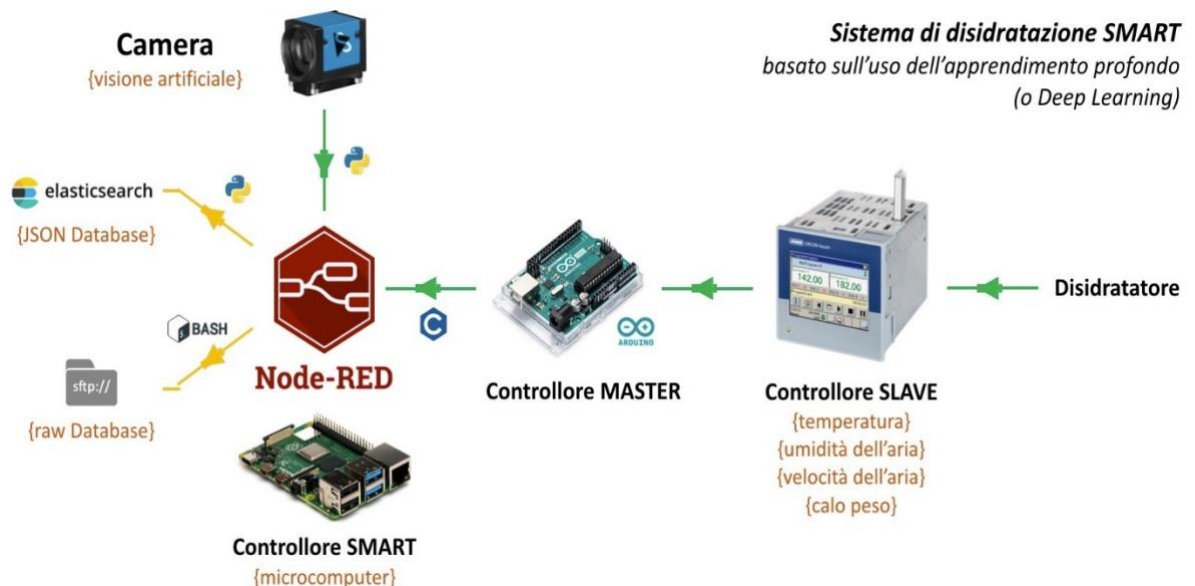 Camera
{visione artificiale}
Sistema di disidratazione SMART
basato sull'uso dell'apprendimento profondo
(o Deep Learning)
elasticsearch
{JSON Database}
BASH
sftp://
{raw Database}
Node-RED
Controllore SMART
{microcomputer}
C
ARDUINO
Controllore MASTER
142.00
182.00
Controllore SLAVE
{temperatura}
{umidità dell'aria}
{velocità dell'aria}
{calo peso}
Disidratatore